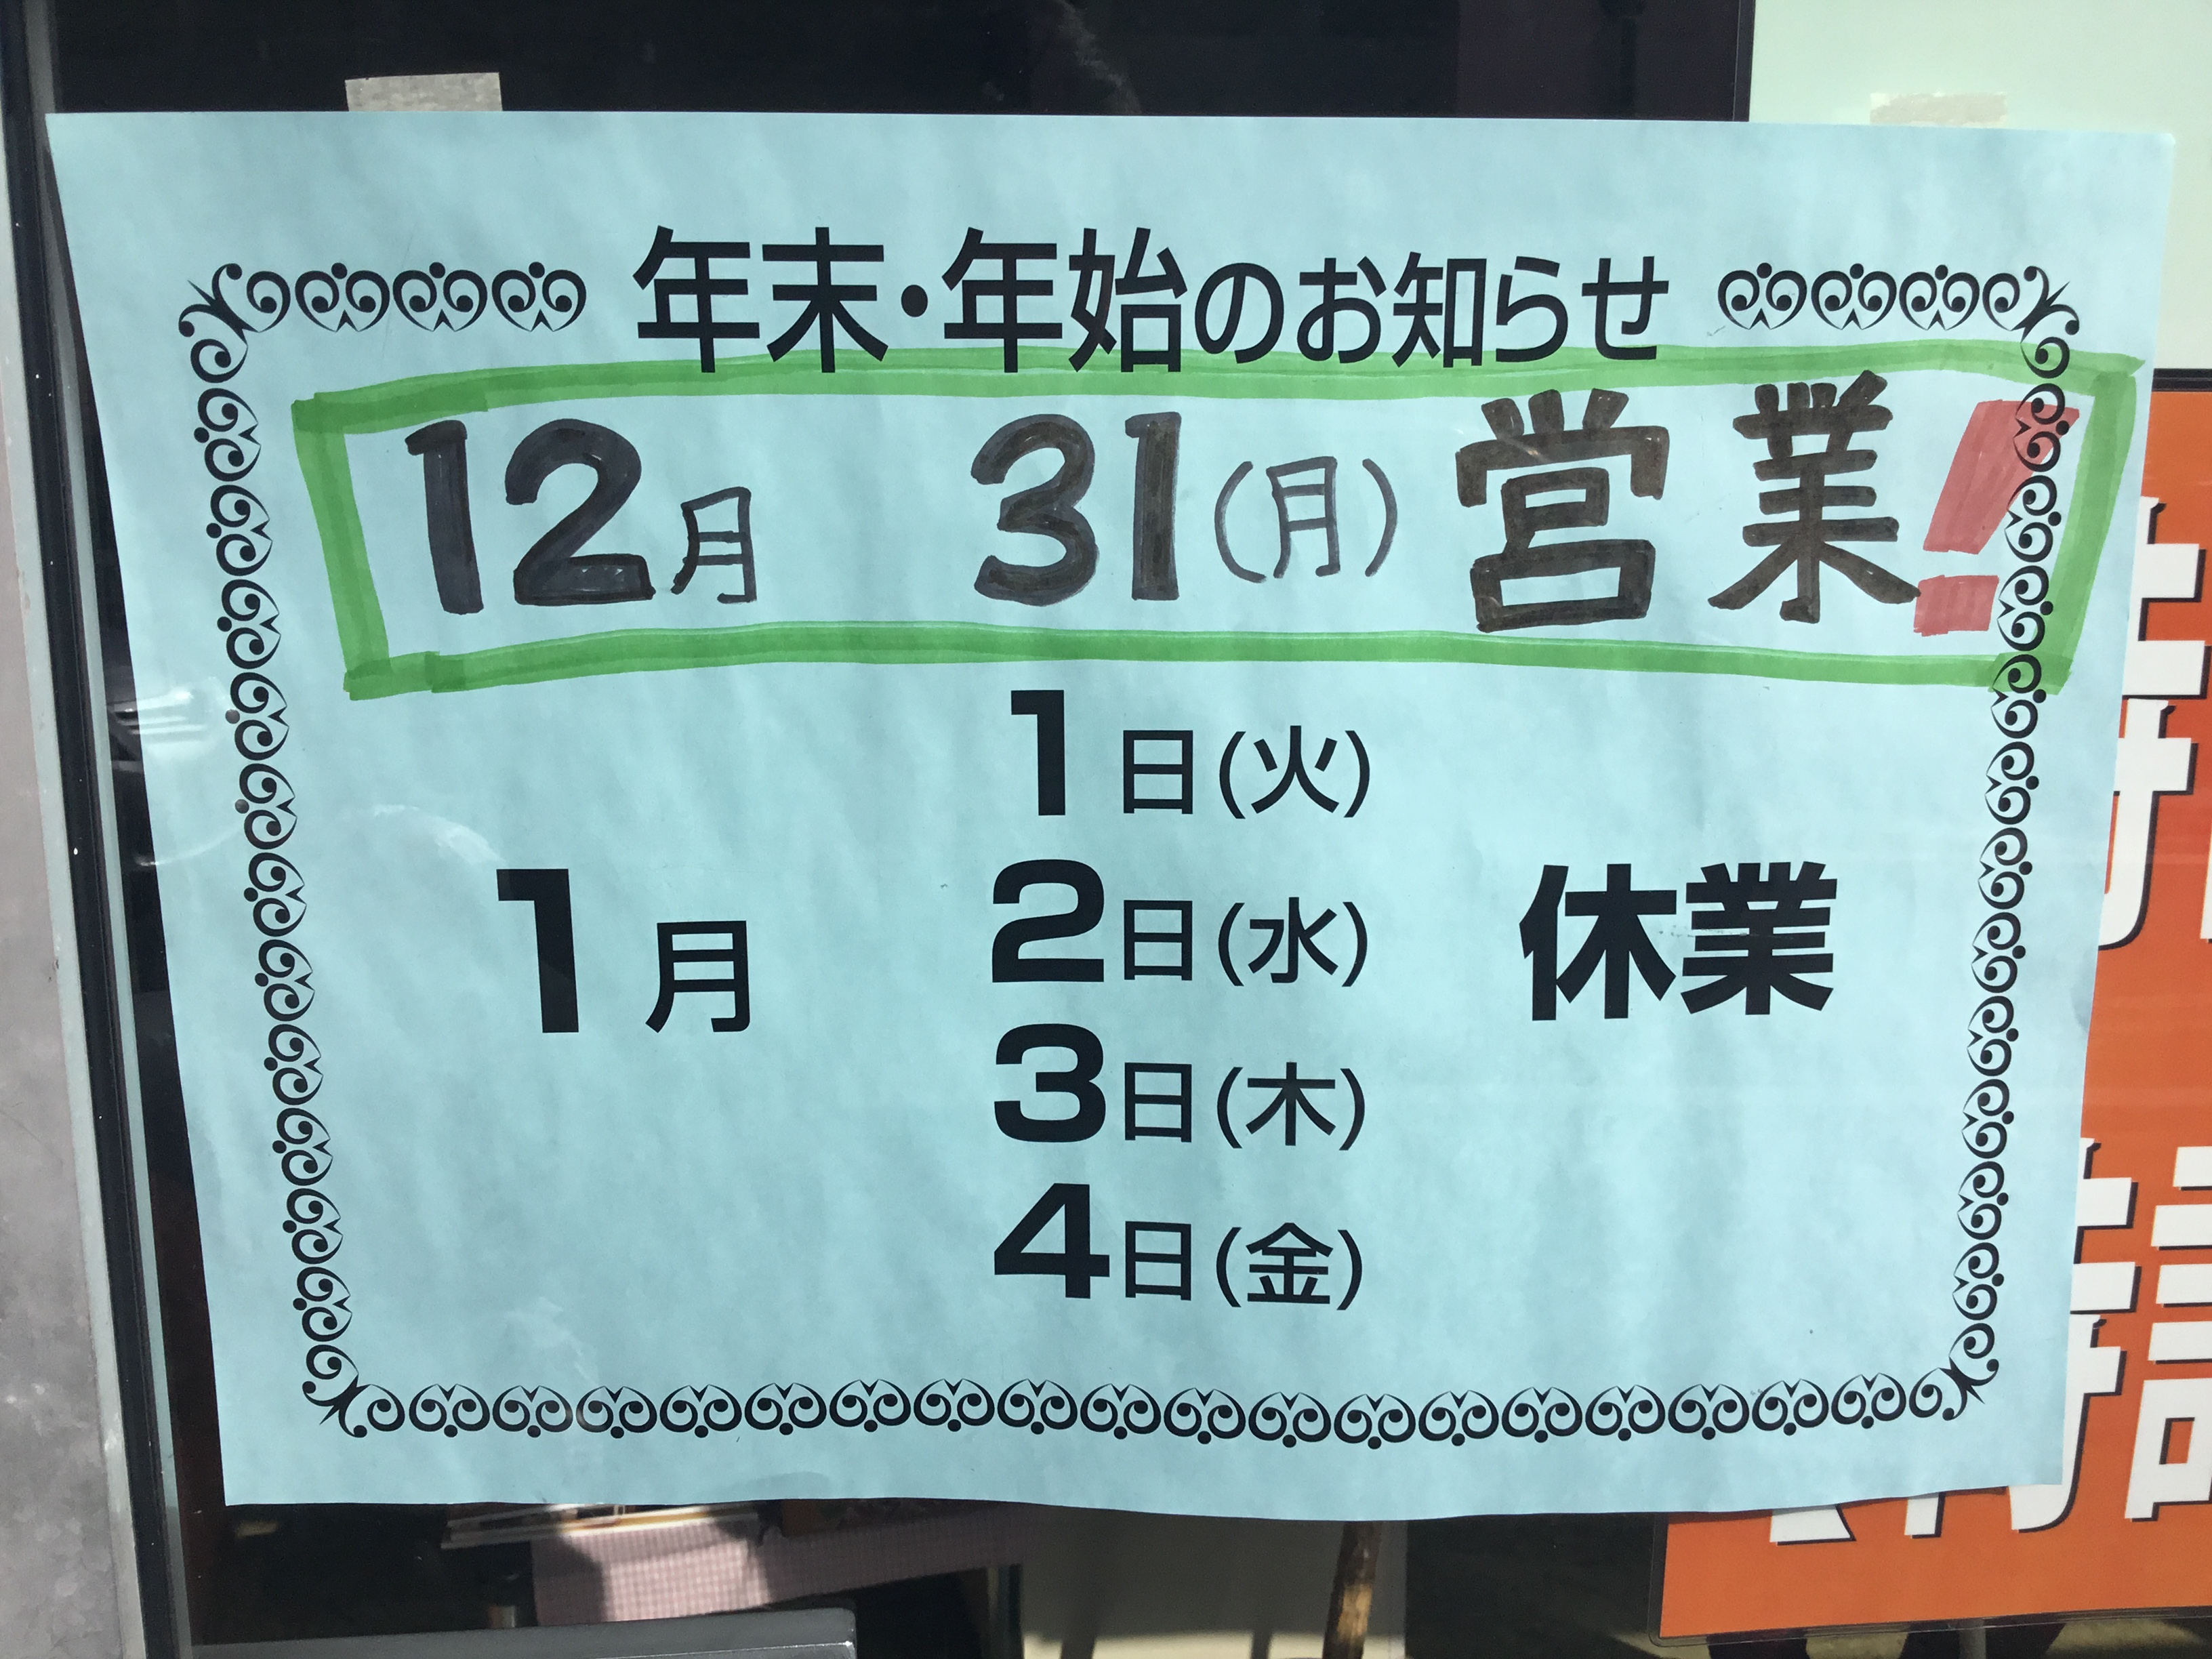 年末・年始のお知らせ
12月 31(月) 営業!
1日(火)
1月 2日(水) 休業
3日(木)
4日(金)